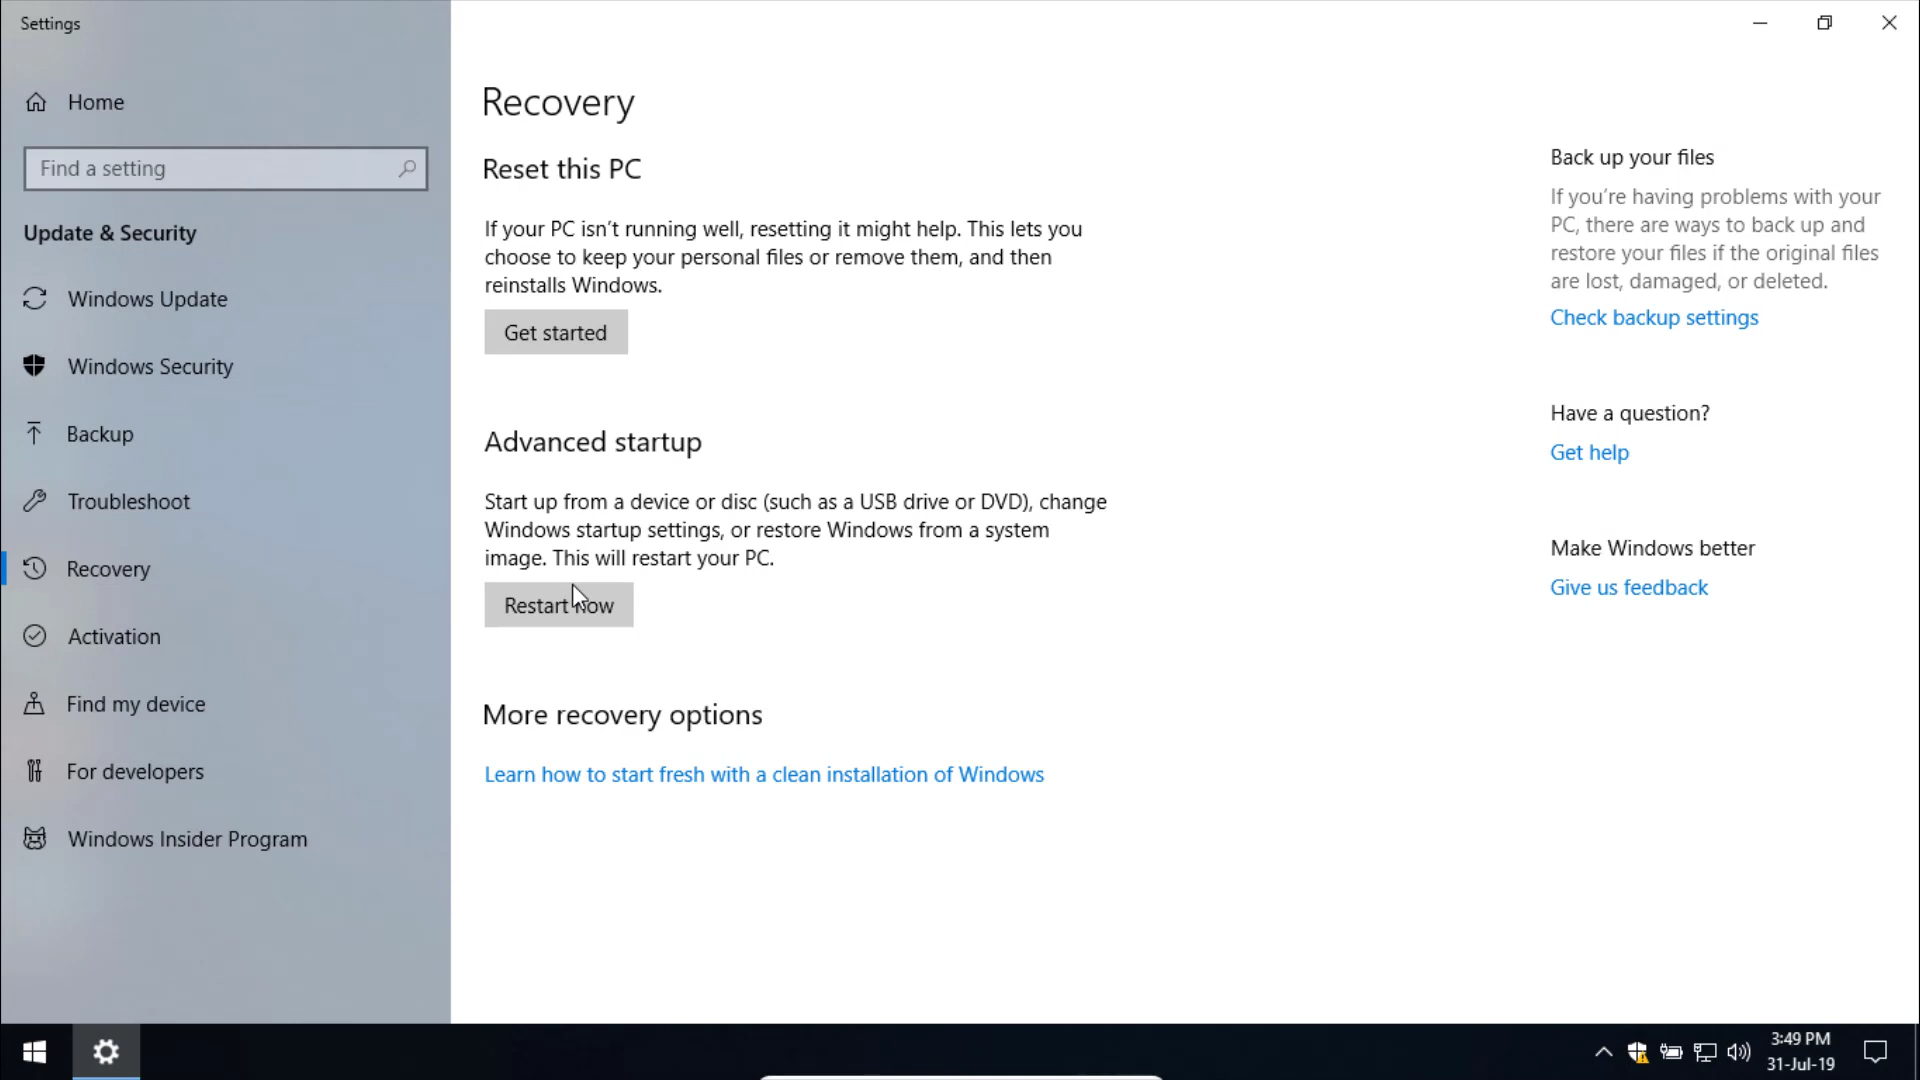 Settings
Home
Find a setting
Update & Security
Windows Update
Windows Security
Backup
Troubleshoot
Recovery
Activation
Find my device
For developers
Windows Insider Program
Recovery
Reset this PC
If your PC isn’t running well, resetting it might help. This lets you
choose to keep your personal files or remove them, and then
reinstalls Windows.
Get started
Advanced startup
Start up from a device or disc (such as a USB drive or DVD), change
Windows startup settings, or restore Windows from a system
image. This will restart your PC.
Restart now
More recovery options
Learn how to start fresh with a clean installation of Windows
Back up your files
If you’re having problems with your
PC, there are ways to back up and
restore your files if the original files
are lost, damaged, or deleted.
Check backup settings
Have a question?
Get help
Make Windows better
Give us feedback
3:49 PM
31-Jul-19